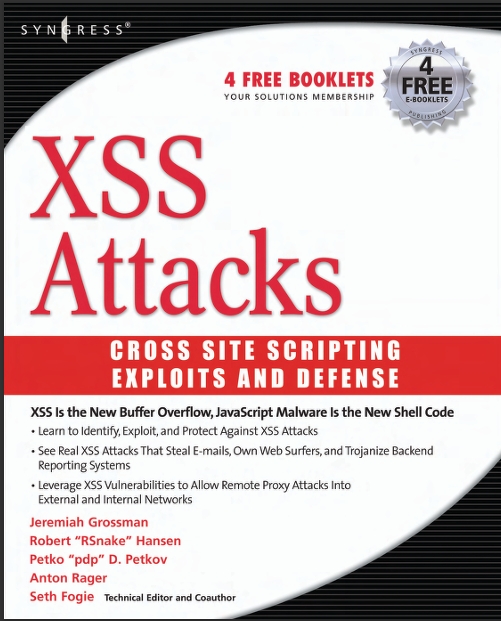 SYNGRESS®
4 FREE BOOKLETS
YOUR SOLUTIONS MEMBERSHIP
SYNGRESS
4
FREE
E-BOOKLETS
PUBLISHING
XSS
Attacks
CROSS SITE SCRIPTING
EXPLOITS AND DEFENSE
XSS Is the New Buffer Overflow, JavaScript Malware Is the New Shell Code
• Learn to Identify, Exploit, and Protect Against XSS Attacks
• See Real XSS Attacks That Steal E-mails, Own Web Surfers, and Trojanize Backend
Reporting Systems
• Leverage XSS Vulnerabilities to Allow Remote Proxy Attacks Into
External and Internal Networks
Jeremiah Grossman
Robert “RSnake” Hansen
Petko “pdp” D. Petkov
Anton Rager
Seth Fogie Technical Editor and Coauthor